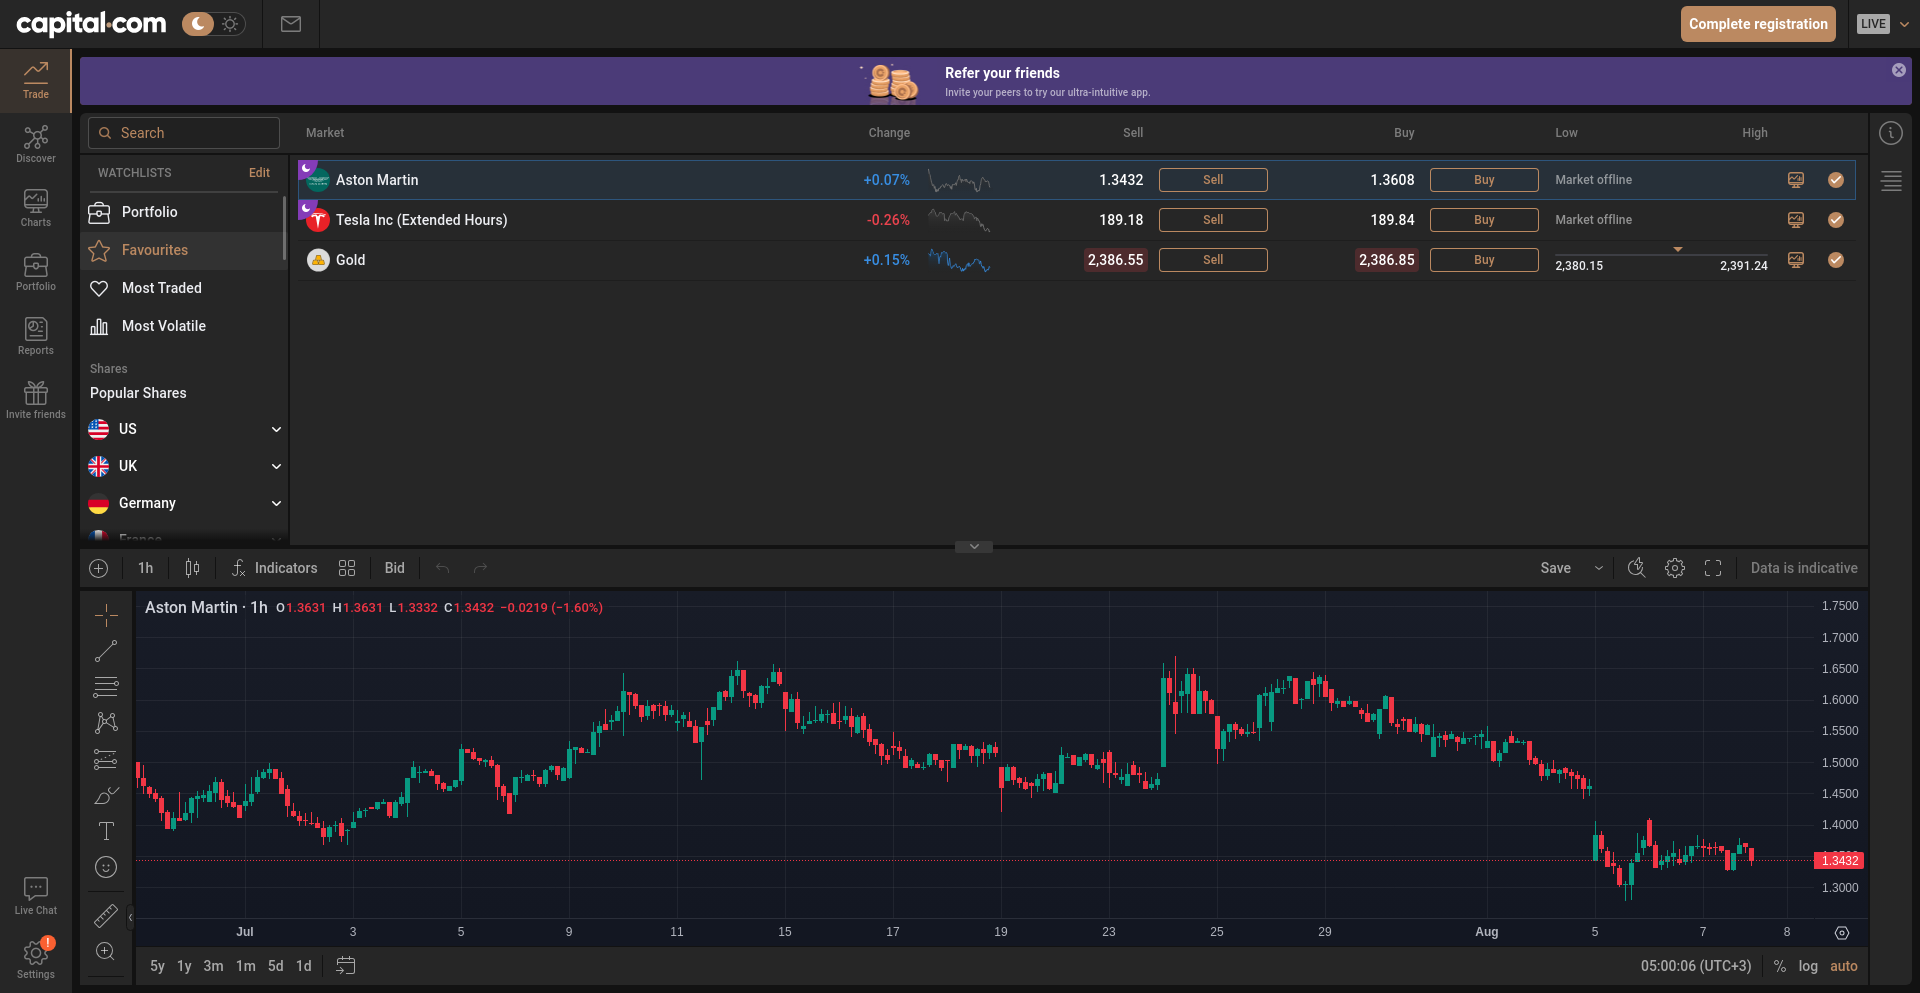 capital.com
Complete registration
LIVE
Trade
Discover
Charts
Portfolio
Reports
Invite friends
Live Chat
!
Settings
Refer your friends
Invite your peers to try our ultra-intuitive app.
Search
WATCHLISTS Edit
Portfolio
Favourites
Most Traded
Most Volatile
Shares
Popular Shares
US
UK
Germany
France
Market Change Sell Buy Low High
Aston Martin +0.07% 1.3432 Sell 1.3608 Buy Market offline
Tesla Inc (Extended Hours) -0.26% 189.18 Sell 189.84 Buy Market offline
Gold +0.15% 2,386.55 Sell 2,386.85 Buy 2,380.15 2,391.24
1h Indicators Bid Save Data is indicative
Aston Martin · 1h O1.3631 H1.3631 L1.3332 C1.3432 −0.0219 (−1.60%)
1.7500
1.7000
1.6500
1.6000
1.5500
1.5000
1.4500
1.4000
1.3432
1.3000
Jul 3 5 9 11 15 17 19 23 25 29 Aug 5 7 8
5y 1y 3m 1m 5d 1d 05:00:06 (UTC+3) % log auto